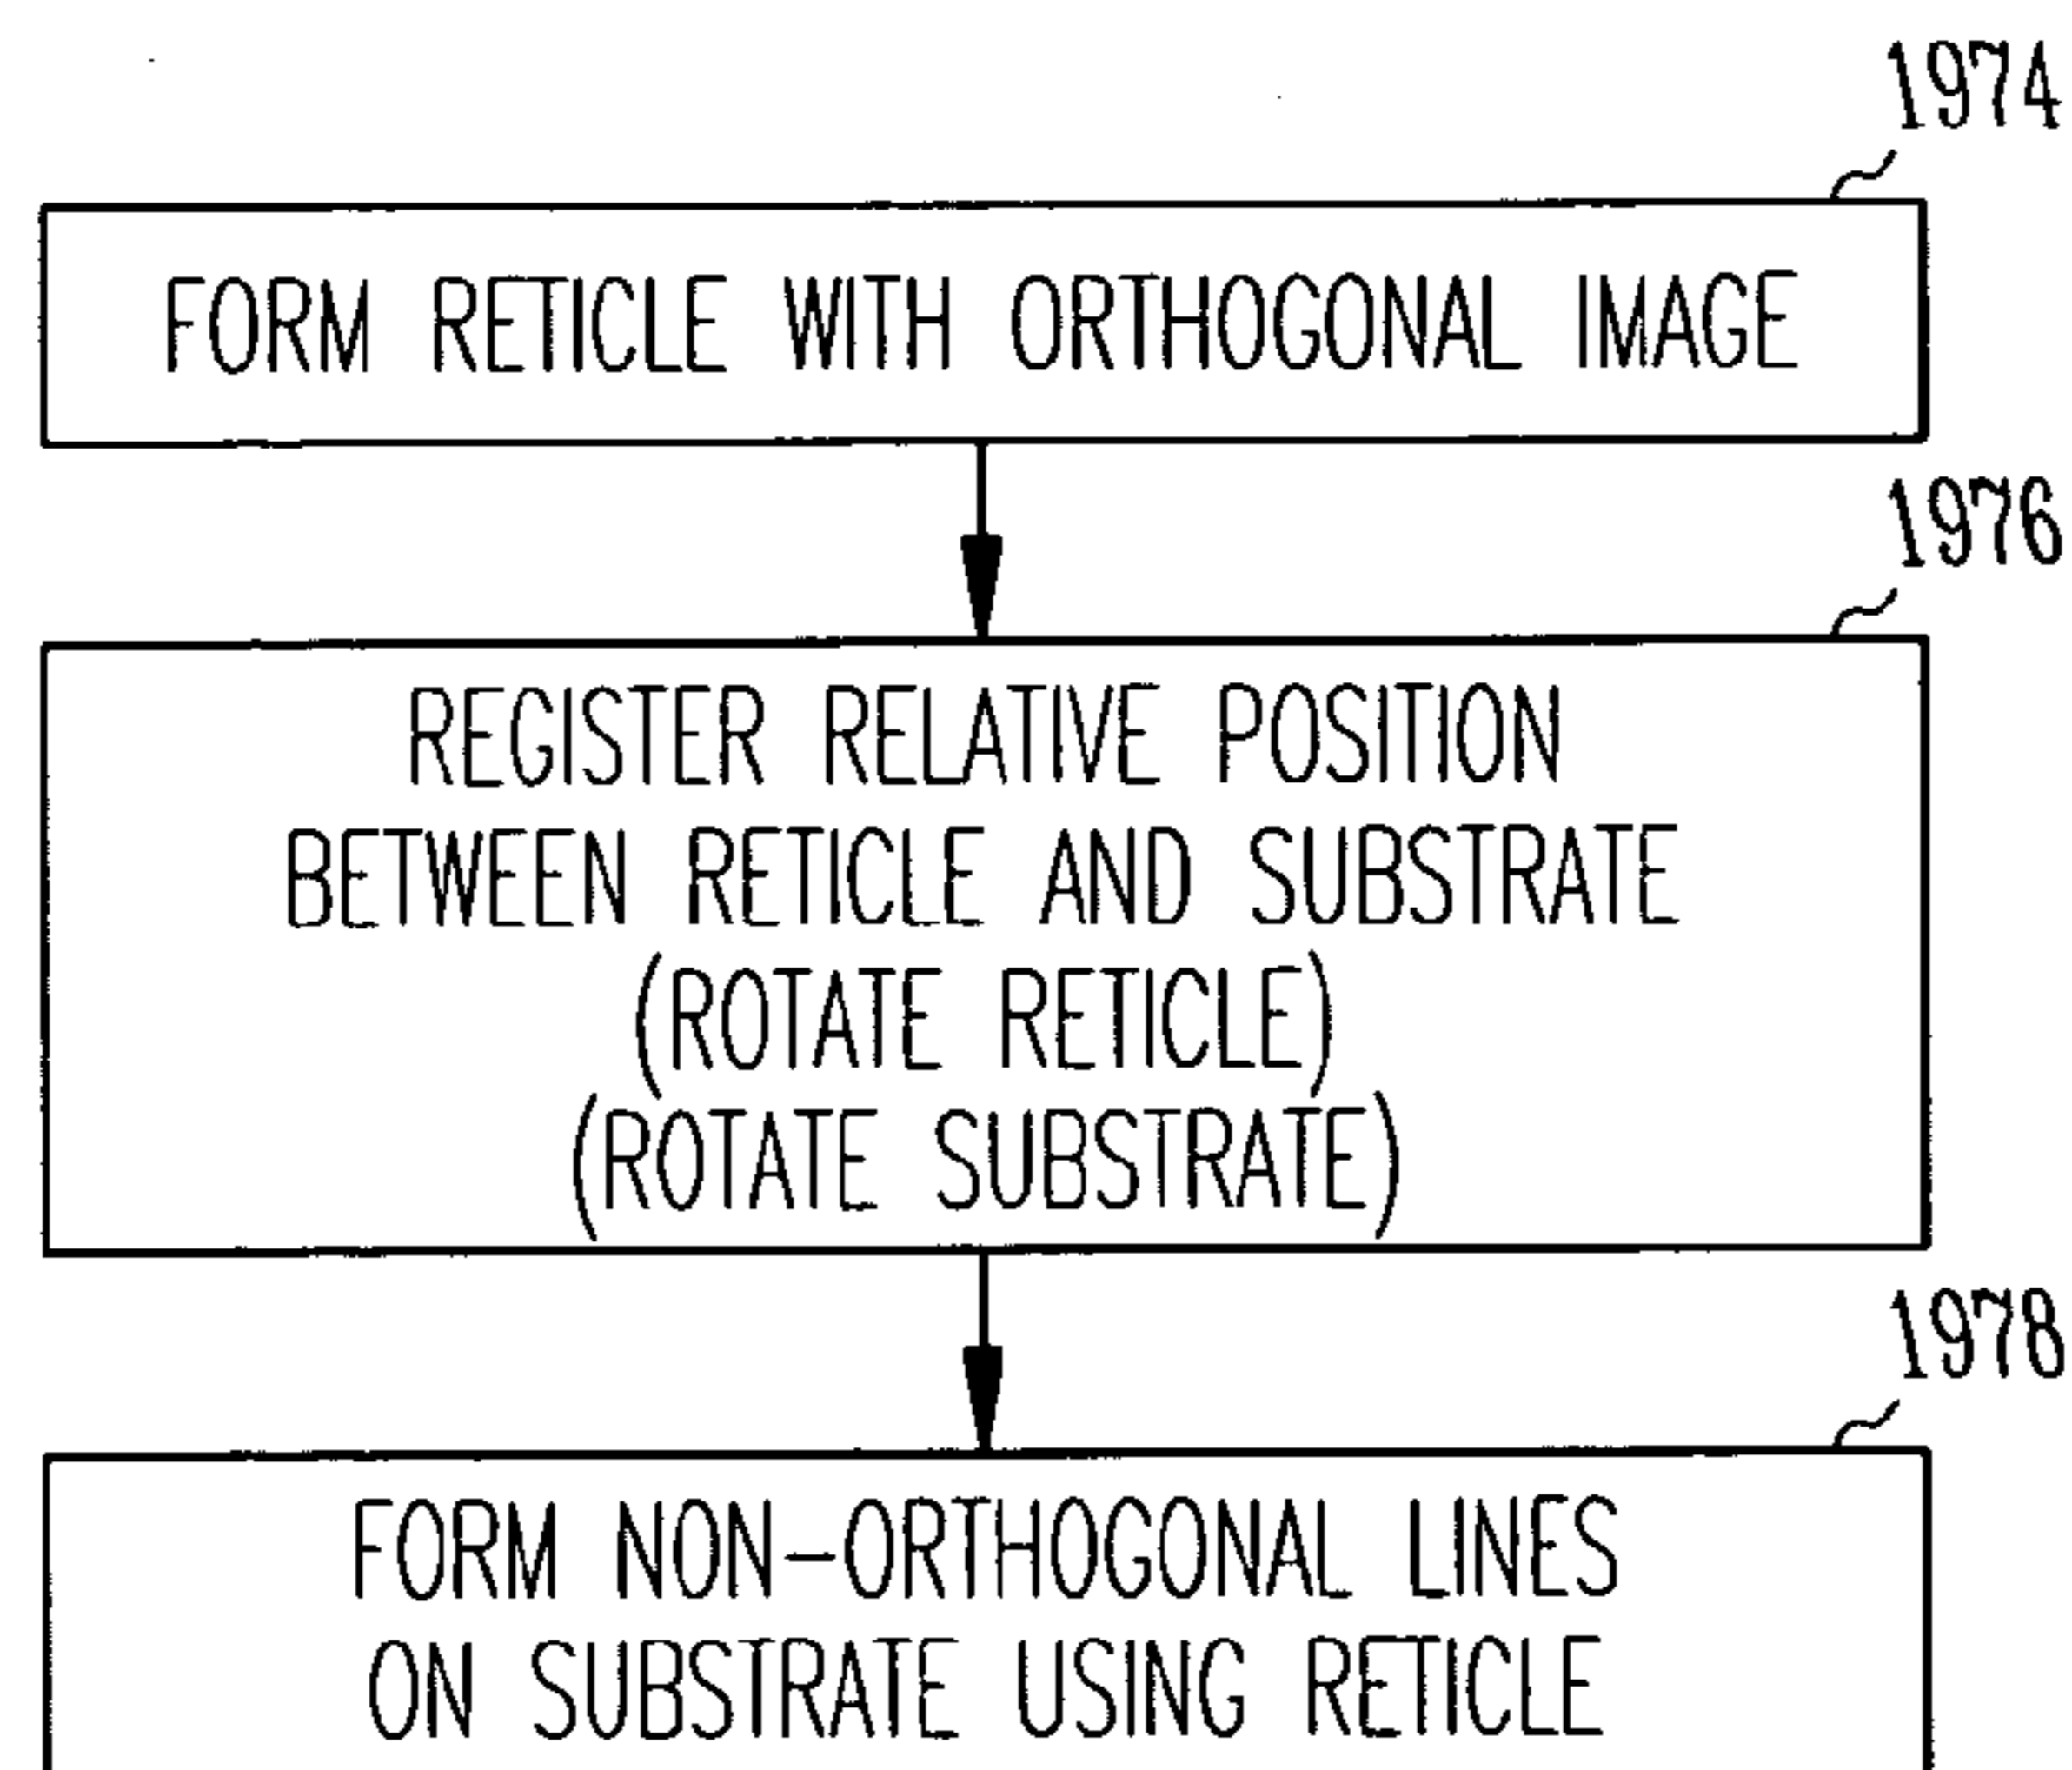 1974
FORM RETICLE WITH ORTHOGONAL IMAGE
1976
REGISTER RELATIVE POSITION
BETWEEN RETICLE AND SUBSTRATE
(ROTATE RETICLE)
(ROTATE SUBSTRATE)
1978
FORM NON-ORTHOGONAL LINES
ON SUBSTRATE USING RETICLE